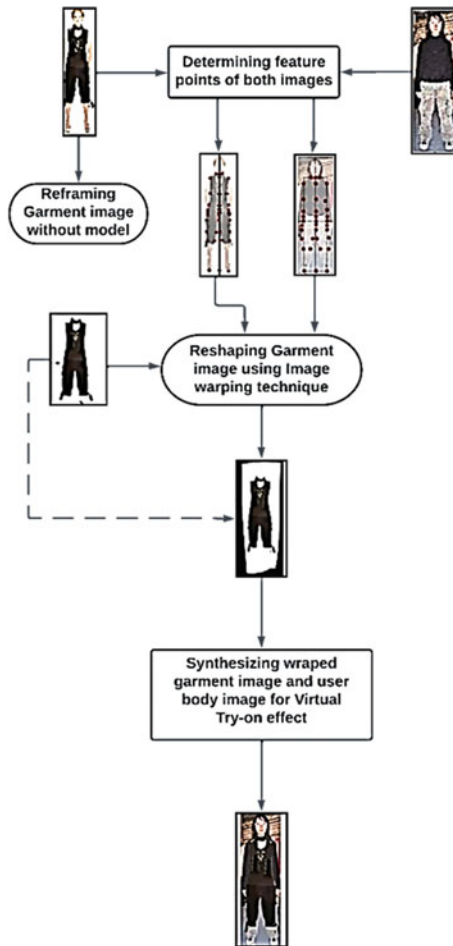 Determining feature
points of both images
Reframing
Garment image
without model
Reshaping Garment
image using Image
warping technique
Synthesizing wraped
garment image and user
body image for Virtual
Try-on effect